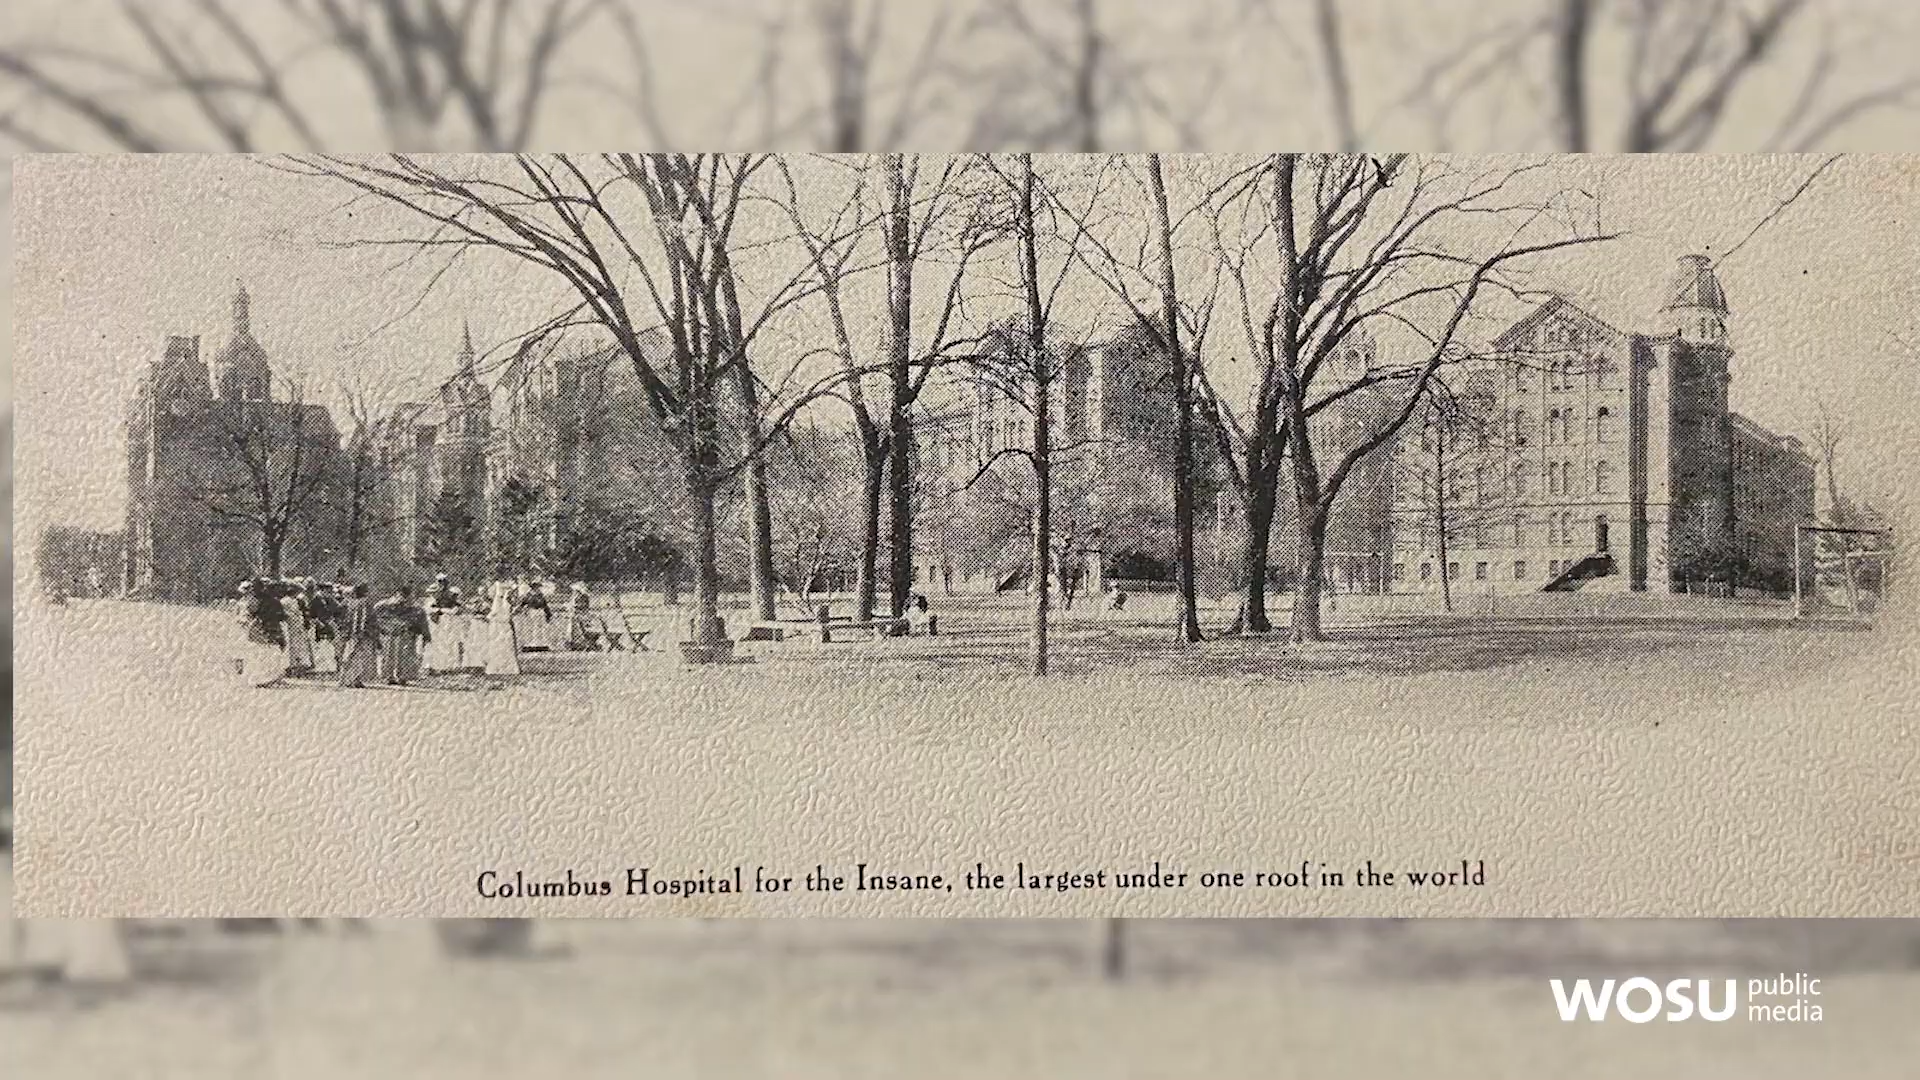 Columbus Hospital for the Insane, the largest under one roof in the world
WOSU public
media